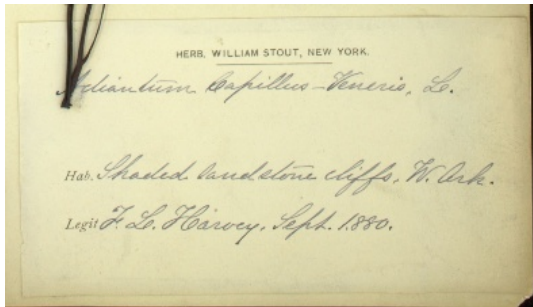 HERB. WILLIAM STOUT, NEW YORK.
Adiantum Capillus-Veneris, L.
Hab. Shaded sandstone cliffs, W. Ark.
Legit F. L. Harvey. Sept. 1880.